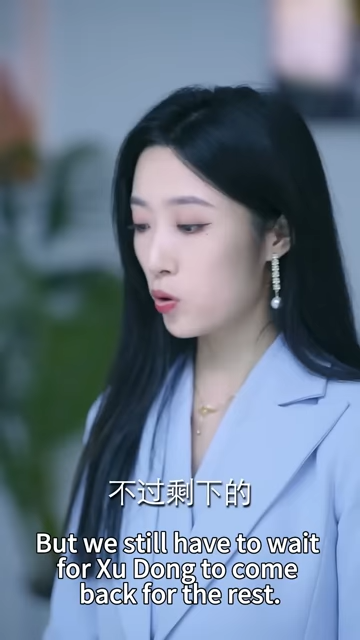 不过剩下的
But we still have to wait
for Xu Dong to come
back for the rest.